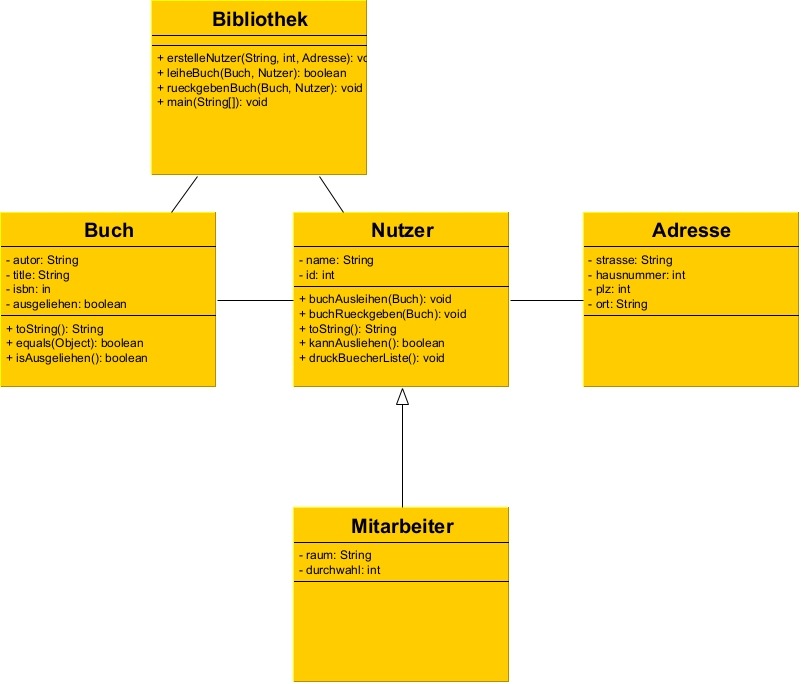 Bibliothek
+ erstelleNutzer(String, int, Adresse): vo
+ leiheBuch(Buch, Nutzer): boolean
+ rueckgebenBuch(Buch, Nutzer): void
+ main(String[]): void
Buch
- autor: String
- title: String
- isbn: in
- ausgeliehen: boolean
+ toString(): String
+ equals(Object): boolean
+ isAusgeliehen(): boolean
Nutzer
- name: String
- id: int
+ buchAusleihen(Buch): void
+ buchRueckgeben(Buch): void
+ toString(): String
+ kannAusliehen(): boolean
+ druckBuecherListe(): void
Adresse
- strasse: String
- hausnummer: int
- plz: int
- ort: String
Mitarbeiter
- raum: String
- durchwahl: int